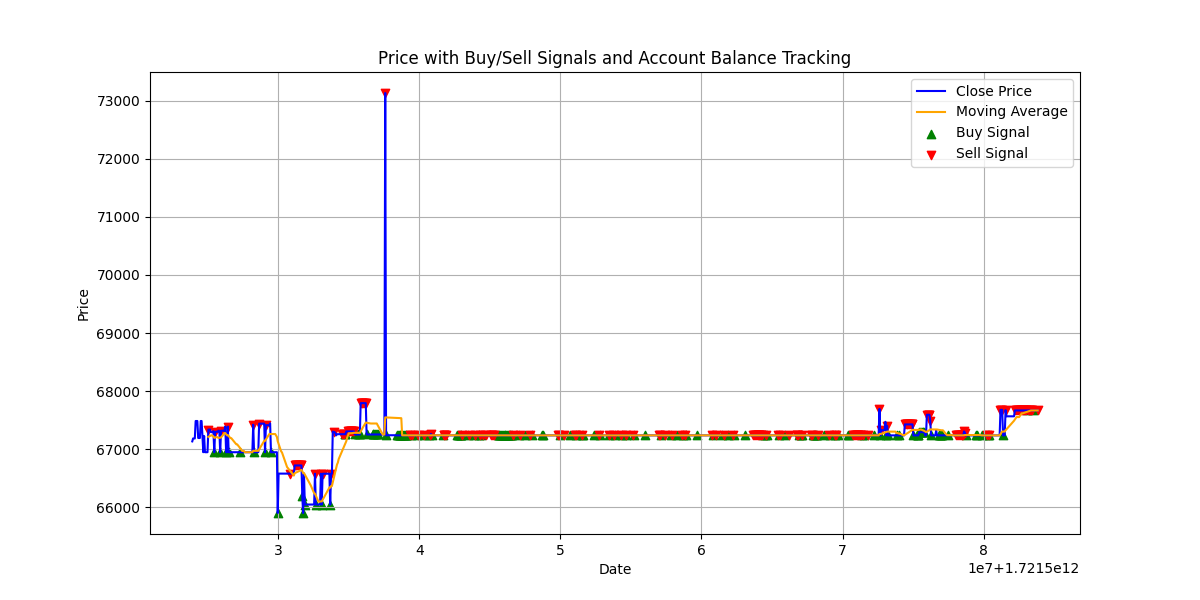 Price with Buy/Sell Signals and Account Balance Tracking
Close Price
Moving Average
Buy Signal
Sell Signal
73000
72000
71000
70000
69000
68000
67000
66000
Price
3 4 5 6 7 8
1e7+1.7215e12
Date